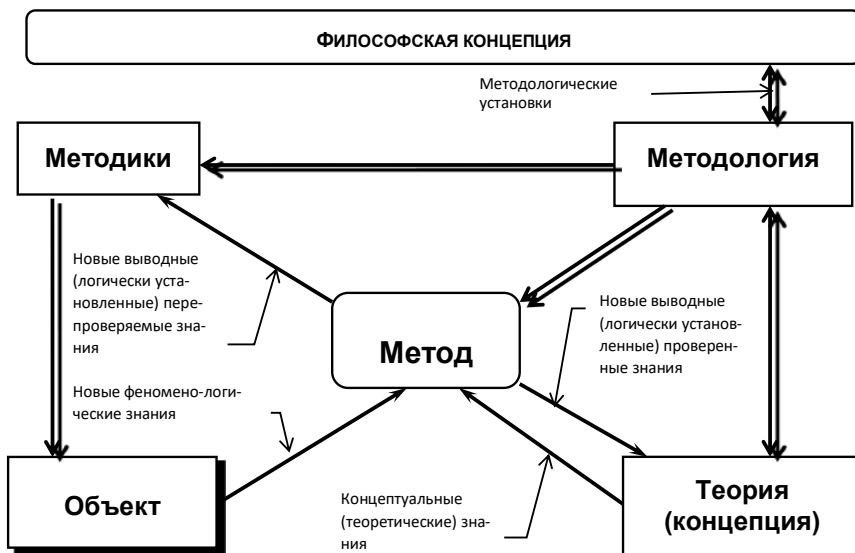 ФИЛОСОФСКАЯ КОНЦЕПЦИЯ
Методологические
установки
Методики
Методология
Новые выводные
(логически уста-
новленные) пере-
проверяемые зна-
ния
Новые выводные
(логически установ-
ленные) проверен-
ные знания
Метод
Новые феномено-логи-
ческие знания
Объект
Концептуальные
(теоретические) зна-
ния
Теория
(концепция)